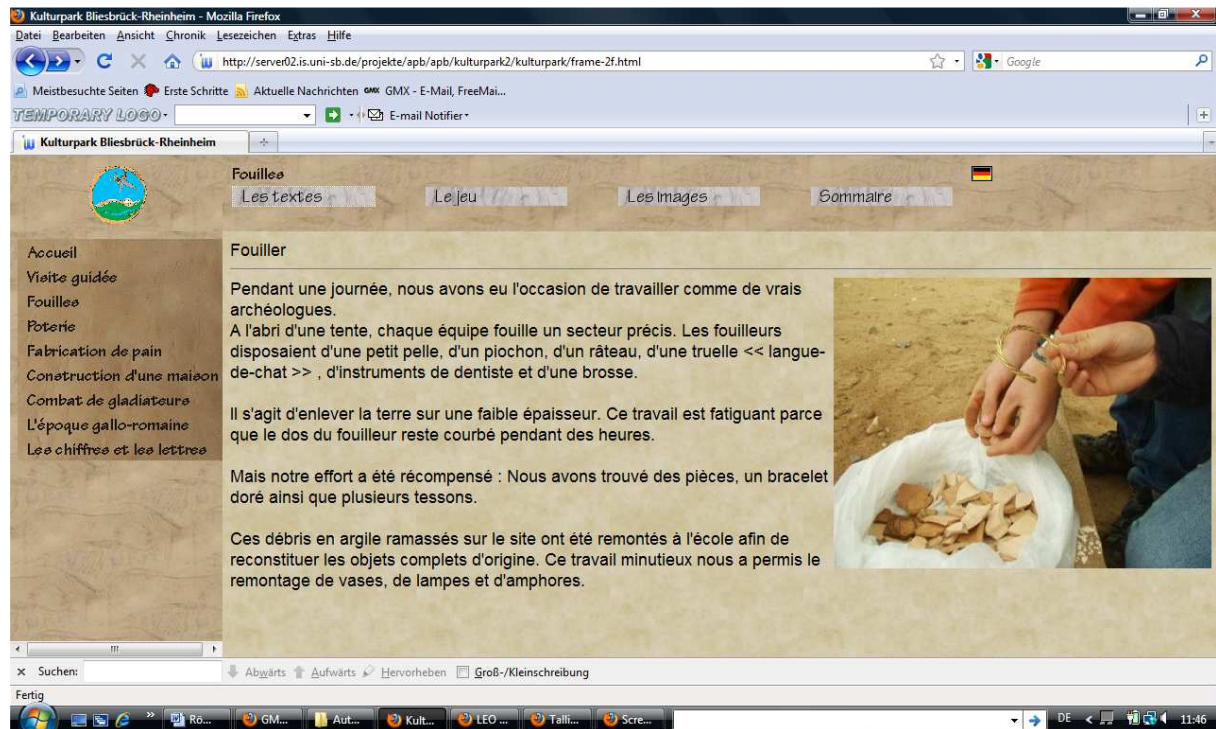 Kulturpark Bliesbrück-Rheinheim - Mozilla Firefox
Datei Bearbeiten Ansicht Chronik Lesezeichen Extras Hilfe
http://server02.is.uni-sb.de/projekte/apb/apb/kulturpark2/kulturpark/frame-2f.html
Google
Meistbesuchte Seiten Erste Schritte Aktuelle Nachrichten GMX GMX - E-Mail, FreeMai...
TEMPORARY LOGO E-mail Notifier
Kulturpark Bliesbrück-Rheinheim
Fouilles
Les textes Le jeu Les images Sommaire
Accueil
Visite guidée
Fouilles
Poterie
Fabrication de pain
Construction d'une maison
Combat de gladiateurs
L'époque gallo-romaine
Les chiffres et les lettres
Fouiller
Pendant une journée, nous avons eu l'occasion de travailler comme de vrais
archéologues.
A l'abri d'une tente, chaque équipe fouille un secteur précis. Les fouilleurs
disposaient d'une petit pelle, d'un piochon, d'un râteau, d'une truelle << langue-
de-chat >> , d'instruments de dentiste et d'une brosse.
Il s'agit d'enlever la terre sur une faible épaisseur. Ce travail est fatiguant parce
que le dos du fouilleur reste courbé pendant des heures.
Mais notre effort a été récompensé : Nous avons trouvé des pièces, un bracelet
doré ainsi que plusieurs tessons.
Ces débris en argile ramassés sur le site ont été remontés à l'école afin de
reconstituer les objets complets d'origine. Ce travail minutieux nous a permis le
remontage de vases, de lampes et d'amphores.
Suchen: Abwärts Aufwärts Hervorheben Groß-/Kleinschreibung
Fertig
Rö... GM... Aut... Kult... LEO ... Talli... Scre... DE 11:46